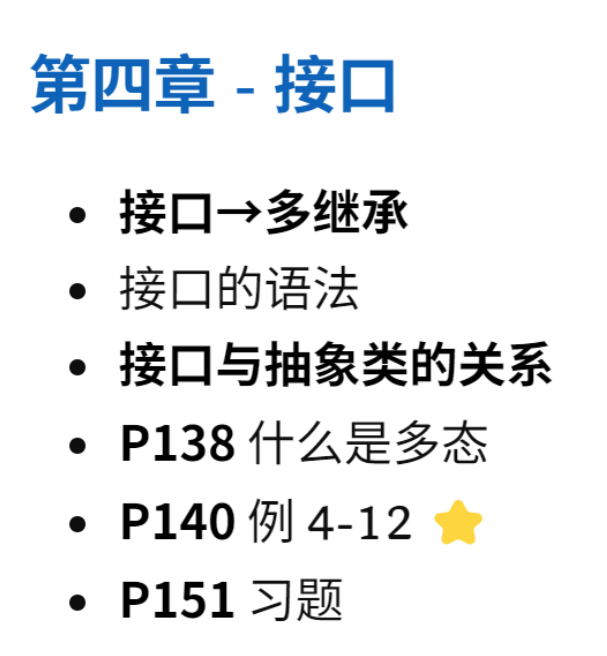 第四章 - 接口
接口→多继承
接口的语法
接口与抽象类的关系
P138 什么是多态
P140 例 4-12
P151 习题